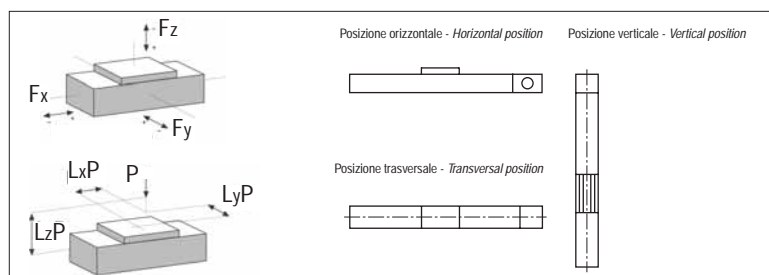 Fz
Fx
Fy
LxP
P
LyP
LzP
Posizione orizzontale - Horizontal position
Posizione verticale - Vertical position
Posizione trasversale - Transversal position